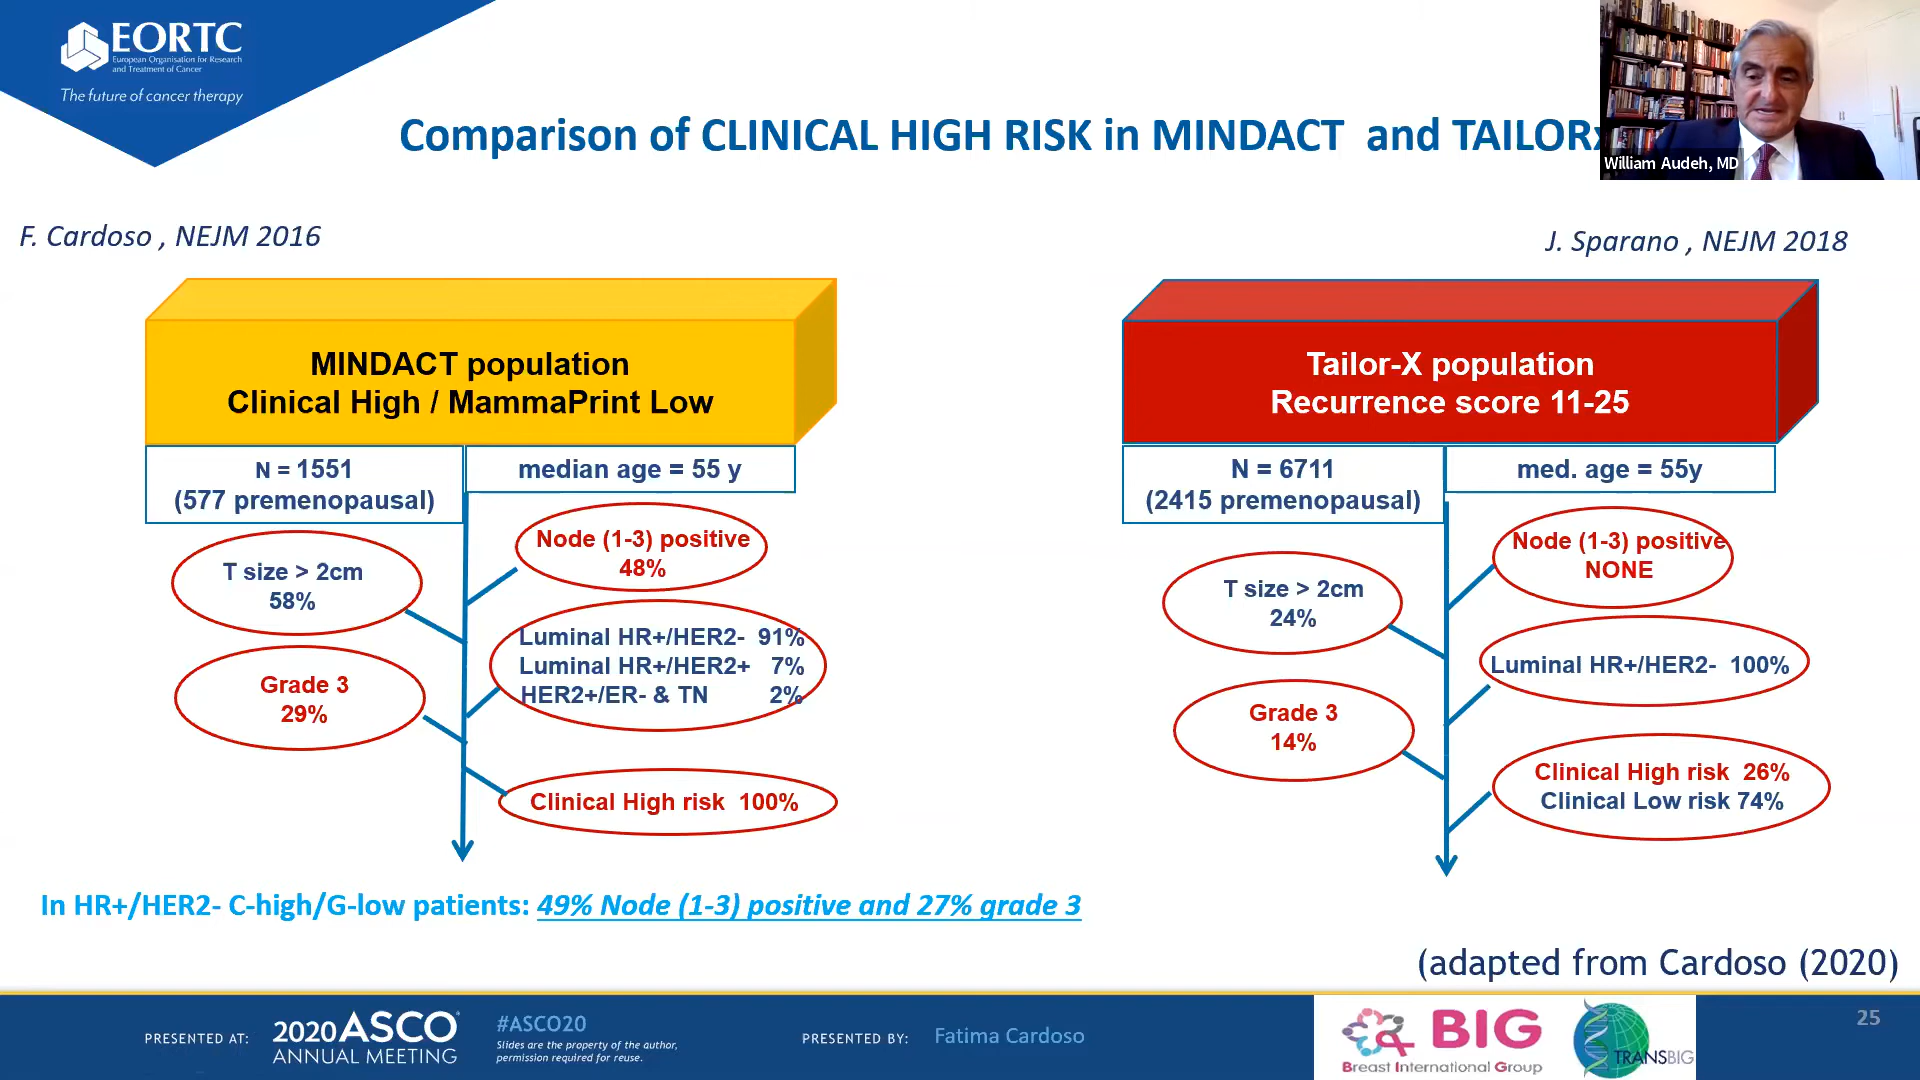 EORTC
European Organisation for Research
and Treatment of Cancer
The future of cancer therapy
Comparison of CLINICAL HIGH RISK in MINDACT and TAILORx
William Audeh, MD
F. Cardoso , NEJM 2016
J. Sparano , NEJM 2018
MINDACT population
Clinical High / MammaPrint Low
N = 1551
(577 premenopausal)
median age = 55 y
Node (1-3) positive
48%
T size > 2cm
58%
Luminal HR+/HER2- 91%
Luminal HR+/HER2+ 7%
HER2+/ER- & TN 2%
Grade 3
29%
Clinical High risk 100%
Tailor-X population
Recurrence score 11-25
N = 6711
(2415 premenopausal)
med. age = 55y
Node (1-3) positive
NONE
T size > 2cm
24%
Luminal HR+/HER2- 100%
Grade 3
14%
Clinical High risk 26%
Clinical Low risk 74%
In HR+/HER2- C-high/G-low patients: 49% Node (1-3) positive and 27% grade 3
(adapted from Cardoso (2020)
PRESENTED AT:
2020 ASCO
ANNUAL MEETING
#ASCO20
Slides are the property of the author,
permission required for reuse.
PRESENTED BY: Fatima Cardoso
BIG
Breast International Group
TRANSBIG
25